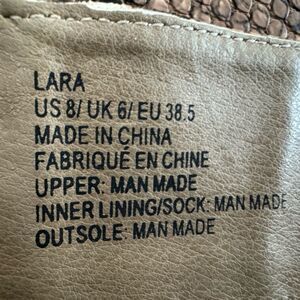 LARA
US 8/ UK 6/ EU 38.5
MADE IN CHINA
FABRIQUÉ EN CHINE
UPPER: MAN MADE
INNER LINING/SOCK: MAN MADE
OUTSOLE: MAN MADE